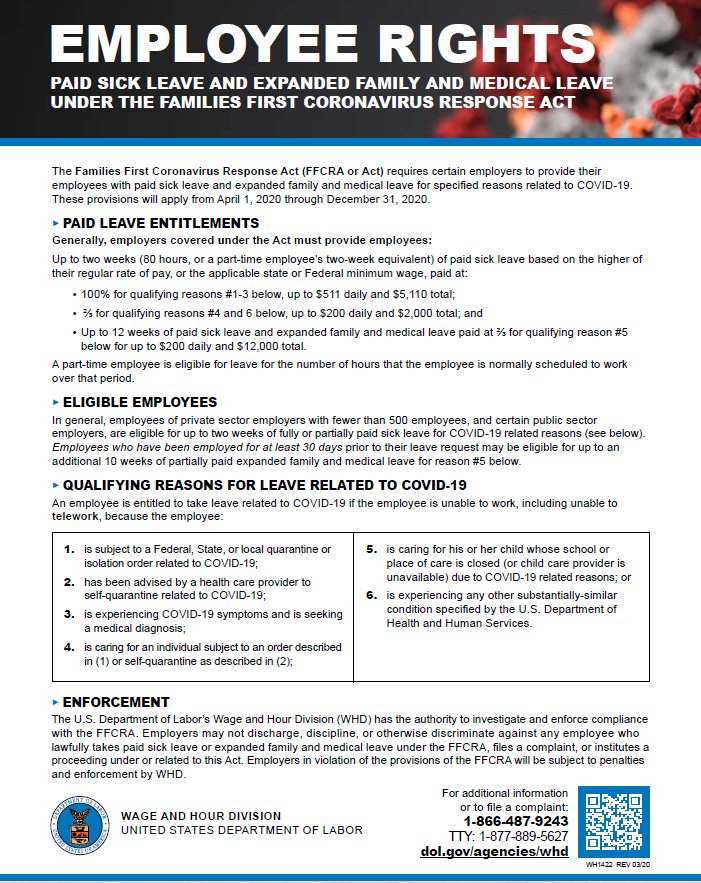 EMPLOYEE RIGHTS
PAID SICK LEAVE AND EXPANDED FAMILY AND MEDICAL LEAVE
UNDER THE FAMILIES FIRST CORONAVIRUS RESPONSE ACT
The Families First Coronavirus Response Act (FFCRA or Act) requires certain employers to provide their
employees with paid sick leave and expanded family and medical leave for specified reasons related to COVID-19.
These provisions will apply from April 1, 2020 through December 31, 2020.
▸ PAID LEAVE ENTITLEMENTS
Generally, employers covered under the Act must provide employees:
Up to two weeks (80 hours, or a part-time employee's two-week equivalent) of paid sick leave based on the higher of
their regular rate of pay, or the applicable state or Federal minimum wage, paid at:
• 100% for qualifying reasons #1-3 below, up to $511 daily and $5,110 total;
• ⅔ for qualifying reasons #4 and 6 below, up to $200 daily and $2,000 total; and
• Up to 12 weeks of paid sick leave and expanded family and medical leave paid at ⅔ for qualifying reason #5
below for up to $200 daily and $12,000 total.
A part-time employee is eligible for leave for the number of hours that the employee is normally scheduled to work
over that period.
▸ ELIGIBLE EMPLOYEES
In general, employees of private sector employers with fewer than 500 employees, and certain public sector
employers, are eligible for up to two weeks of fully or partially paid sick leave for COVID-19 related reasons (see below).
Employees who have been employed for at least 30 days prior to their leave request may be eligible for up to an
additional 10 weeks of partially paid expanded family and medical leave for reason #5 below.
▸ QUALIFYING REASONS FOR LEAVE RELATED TO COVID-19
An employee is entitled to take leave related to COVID-19 if the employee is unable to work, including unable to
telework, because the employee:
1. is subject to a Federal, State, or local quarantine or
isolation order related to COVID-19;
2. has been advised by a health care provider to
self-quarantine related to COVID-19;
3. is experiencing COVID-19 symptoms and is seeking
a medical diagnosis;
4. is caring for an individual subject to an order described
in (1) or self-quarantine as described in (2);
5. is caring for his or her child whose school or
place of care is closed (or child care provider is
unavailable) due to COVID-19 related reasons; or
6. is experiencing any other substantially-similar
condition specified by the U.S. Department of
Health and Human Services.
▸ ENFORCEMENT
The U.S. Department of Labor's Wage and Hour Division (WHD) has the authority to investigate and enforce compliance
with the FFCRA. Employers may not discharge, discipline, or otherwise discriminate against any employee who
lawfully takes paid sick leave or expanded family and medical leave under the FFCRA, files a complaint, or institutes a
proceeding under or related to this Act. Employers in violation of the provisions of the FFCRA will be subject to penalties
and enforcement by WHD.
DEPARTMENT OF LABOR
UNITED STATES OF AMERICA
WAGE AND HOUR DIVISION
UNITED STATES DEPARTMENT OF LABOR
For additional information
or to file a complaint:
1-866-487-9243
TTY: 1-877-889-5627
dol.gov/agencies/whd
WH1422 REV 03/20